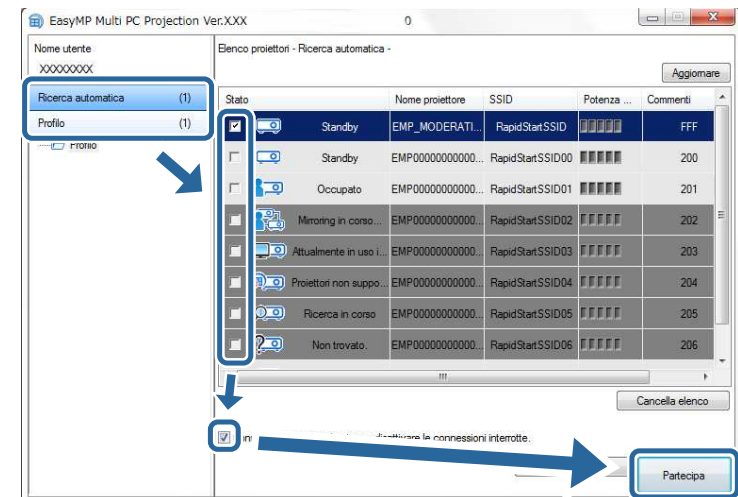 EasyMP Multi PC Projection Ver.XXX 0
Nome utente
XXXXXXXX
Elenco proiettori - Ricerca automatica -
Aggiornare
Ricerca automatica (1)
Profilo (1)
Profilo
Stato Nome proiettore SSID Potenza ... Commenti
Standby EMP_MODERATI... RapidStartSSID FFF
Standby EMP00000000000... RapidStartSSID00 200
Occupato EMP00000000000... RapidStartSSID01 201
Mirroring in corso... EMP00000000000... RapidStartSSID02 202
Attualmente in uso i... EMP00000000000... RapidStartSSID03 203
Proiettori non suppo... EMP00000000000... RapidStartSSID04 204
Ricerca in corso EMP00000000000... RapidStartSSID05 205
Non trovato. EMP00000000000... RapidStartSSID06 206
Cancella elenco
le connessioni interrotte.
Partecipa